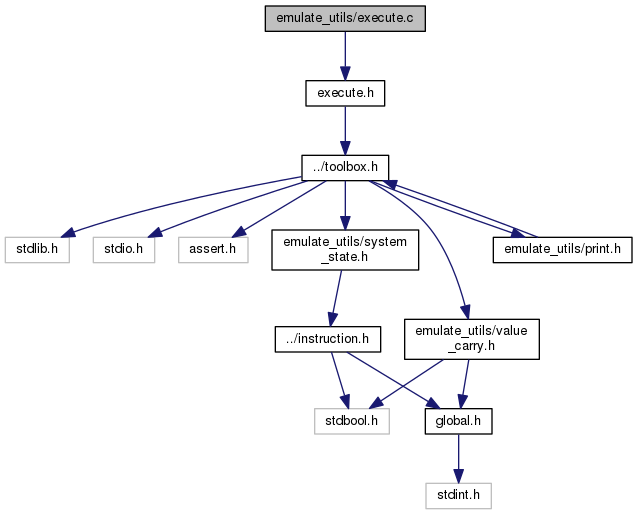 emulate_utils/execute.c
execute.h
../toolbox.h
stdlib.h
stdio.h
assert.h
emulate_utils/system
_state.h
emulate_utils/print.h
../instruction.h
emulate_utils/value
_carry.h
stdbool.h
global.h
stdint.h